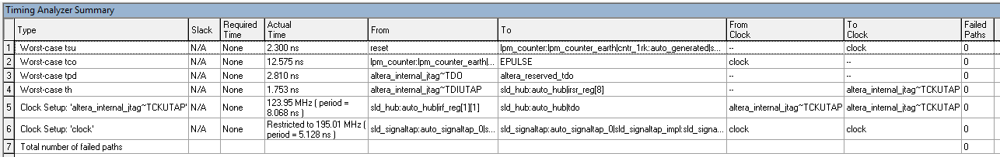 Timing Analyzer Summary
Type Slack Required Time Actual Time From To From Clock To Clock Failed Paths
1 Worst-case tsu N/A None 2.300 ns reset lpm_counter:lpm_counter_earth|cntr_1rk:auto_generated|s... -- clock 0
2 Worst-case tco N/A None 12.575 ns lpm_counter:lpm_counter_earth|... EPULSE clock -- 0
3 Worst-case tpd N/A None 2.810 ns altera_internal_jtag~TDO altera_reserved_tdo -- -- 0
4 Worst-case th N/A None 1.753 ns altera_internal_jtag~TDIUTAP sld_hub:auto_hub|irsr_reg[8] -- altera_internal_jtag~TCKUTAP 0
5 Clock Setup: 'altera_internal_jtag~TCKUTAP' N/A None 123.95 MHz ( period = 8.068 ns ) sld_hub:auto_hub|irf_reg[1][1] sld_hub:auto_hub|tdo altera_internal_jtag~TCKUTAP altera_internal_jtag~TCKUTAP 0
6 Clock Setup: 'clock' N/A None Restricted to 195.01 MHz ( period = 5.128 ns ) sld_signaltap:auto_signaltap_0|s... sld_signaltap:auto_signaltap_0|sld_signaltap_impl:sld_signa... clock clock 0
7 Total number of failed paths 0